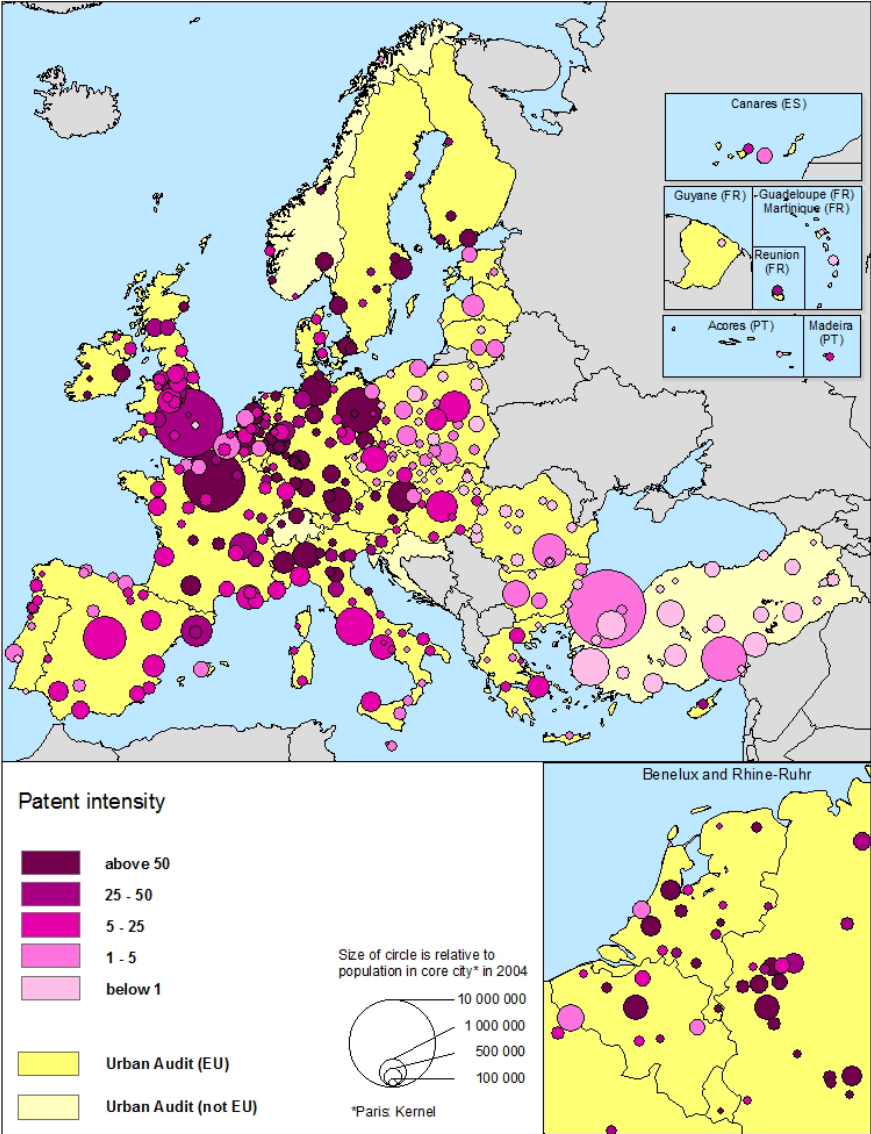 Canares (ES)
Guyane (FR)
Guadeloupe (FR)
Martinique (FR)
Reunion
(FR)
Acores (PT)
Madeira
(PT)
Benelux and Rhine-Ruhr
Patent intensity
above 50
25 - 50
5 - 25
1 - 5
below 1
Size of circle is relative to
population in core city* in 2004
10 000 000
1 000 000
500 000
100 000
Urban Audit (EU)
Urban Audit (not EU)
*Paris: Kernel